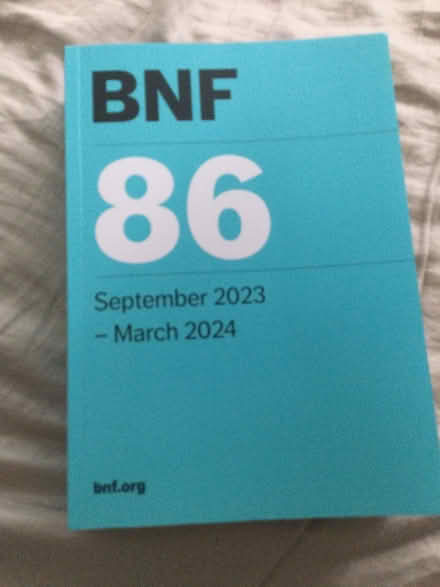 BNF
86
September 2023
– March 2024
bnf.org